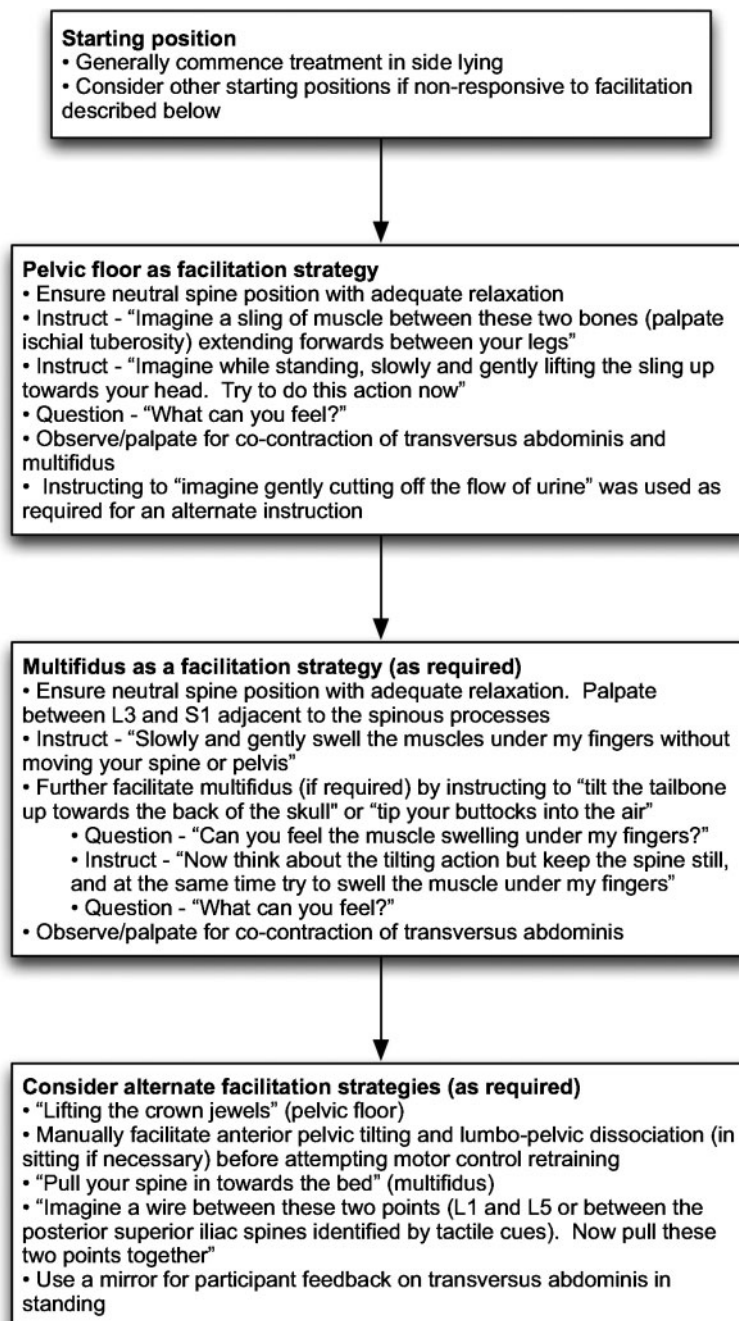 Starting position
• Generally commence treatment in side lying
• Consider other starting positions if non-responsive to facilitation
described below
Pelvic floor as facilitation strategy
• Ensure neutral spine position with adequate relaxation
• Instruct - “Imagine a sling of muscle between these two bones (palpate
ischial tuberosity) extending forwards between your legs”
• Instruct - “Imagine while standing, slowly and gently lifting the sling up
towards your head.  Try to do this action now”
• Question - “What can you feel?”
• Observe/palpate for co-contraction of transversus abdominis and
multifidus
•  Instructing to “imagine gently cutting off the flow of urine” was used as
required for an alternate instruction
Multifidus as a facilitation strategy (as required)
• Ensure neutral spine position with adequate relaxation.  Palpate
between L3 and S1 adjacent to the spinous processes
• Instruct - “Slowly and gently swell the muscles under my fingers without
moving your spine or pelvis”
• Further facilitate multifidus (if required) by instructing to “tilt the tailbone
up towards the back of the skull" or “tip your buttocks into the air”
• Question - “Can you feel the muscle swelling under my fingers?”
• Instruct - “Now think about the tilting action but keep the spine still,
and at the same time try to swell the muscle under my fingers”
• Question - “What can you feel?”
• Observe/palpate for co-contraction of transversus abdominis
Consider alternate facilitation strategies (as required)
• “Lifting the crown jewels” (pelvic floor)
• Manually facilitate anterior pelvic tilting and lumbo-pelvic dissociation (in
sitting if necessary) before attempting motor control retraining
• “Pull your spine in towards the bed” (multifidus)
• “Imagine a wire between these two points (L1 and L5 or between the
posterior superior iliac spines identified by tactile cues).  Now pull these
two points together”
• Use a mirror for participant feedback on transversus abdominis in
standing